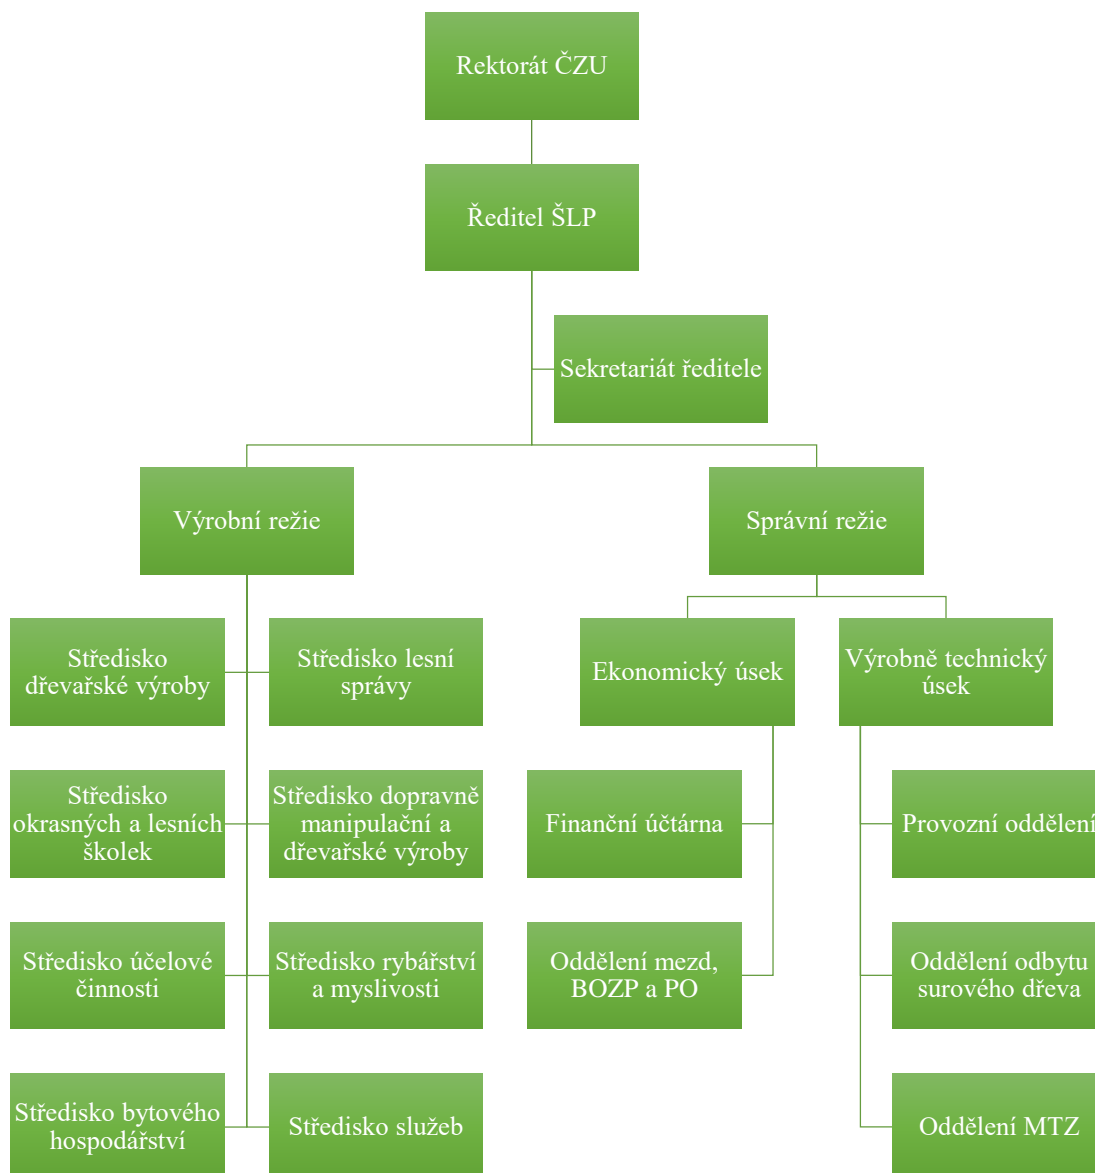 Rektorát ČZU
Ředitel ŠLP
Sekretariát ředitele
Výrobní režie
Správní režie
Středisko
dřevařské výroby
Středisko lesní
správy
Ekonomický úsek
Výrobně technický
úsek
Středisko
okrasných a lesních
školek
Středisko dopravně
manipulační a
dřevařské výroby
Finanční účtárna
Provozní oddělení
Středisko účelové
činnosti
Středisko rybářství
a myslivosti
Oddělení mezd,
BOZP a PO
Oddělení odbytu
surového dřeva
Středisko bytového
hospodářství
Středisko služeb
Oddělení MTZ